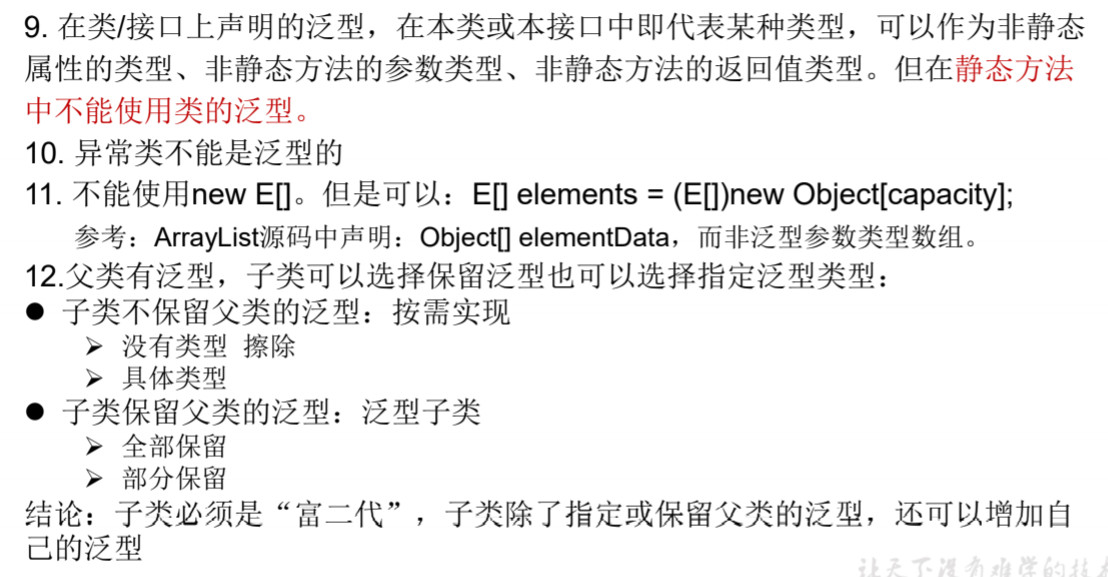 9. 在类/接口上声明的泛型，在本类或本接口中即代表某种类型，可以作为非静态
属性的类型、非静态方法的参数类型、非静态方法的返回值类型。但在静态方法
中不能使用类的泛型。
10. 异常类不能是泛型的
11. 不能使用new E[]。但是可以：E[] elements = (E[])new Object[capacity];
参考：ArrayList源码中声明：Object[] elementData，而非泛型参数类型数组。
12.父类有泛型，子类可以选择保留泛型也可以选择指定泛型类型：
● 子类不保留父类的泛型：按需实现
➢ 没有类型 擦除
➢ 具体类型
● 子类保留父类的泛型：泛型子类
➢ 全部保留
➢ 部分保留
结论：子类必须是“富二代”，子类除了指定或保留父类的泛型，还可以增加自
己的泛型
让天下没有难学的技术